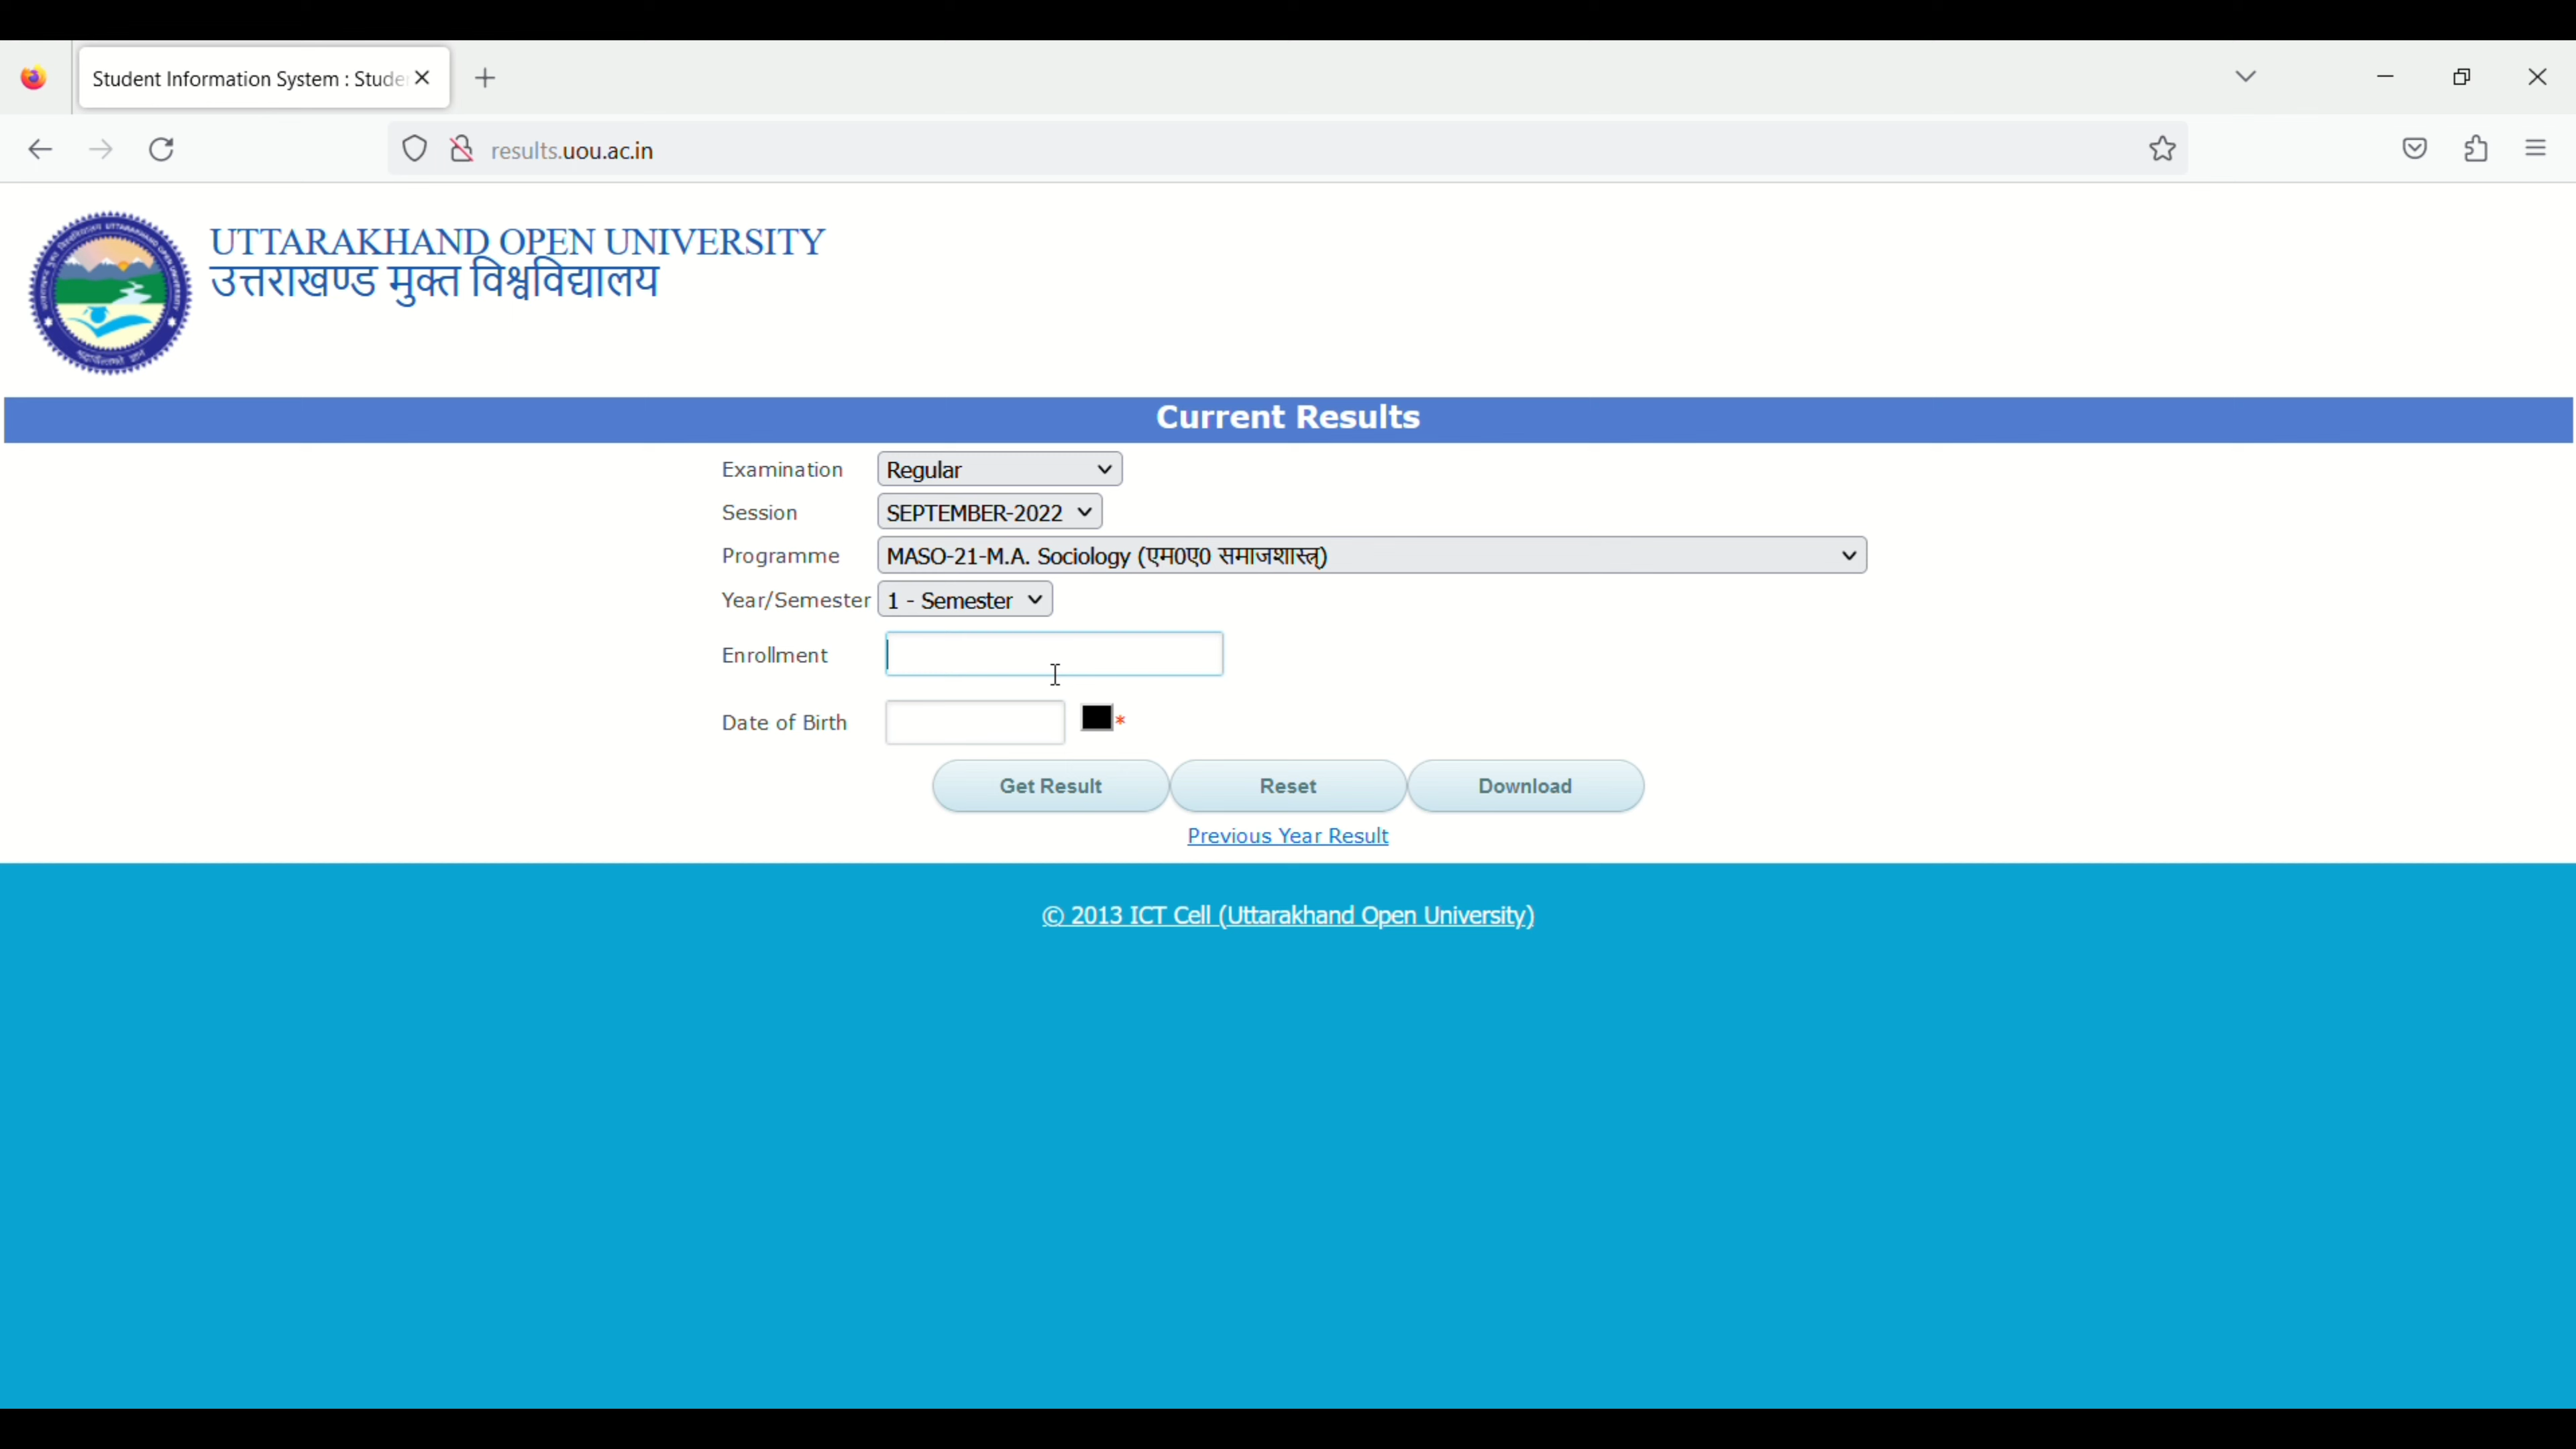 Student Information System : Stude
results.uou.ac.in
UTTARAKHAND OPEN UNIVERSITY
उत्तराखण्ड मुक्त विश्वविद्यालय
Current Results
Examination Regular
Session SEPTEMBER-2022
Programme MASO-21-M.A. Sociology (एम0ए0 समाजशास्त्र)
Year/Semester 1 - Semester
Enrollment
Date of Birth *
Get Result Reset Download
Previous Year Result
© 2013 ICT Cell (Uttarakhand Open University)